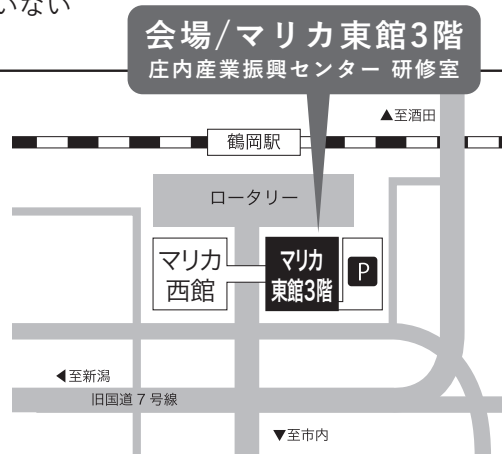 いない
会場/マリカ東館3階
庄内産業振興センター 研修室
▲至酒田
鶴岡駅
ロータリー
マリカ
西館
マリカ
東館3階
P
◀至新潟
旧国道7号線
▼至市内